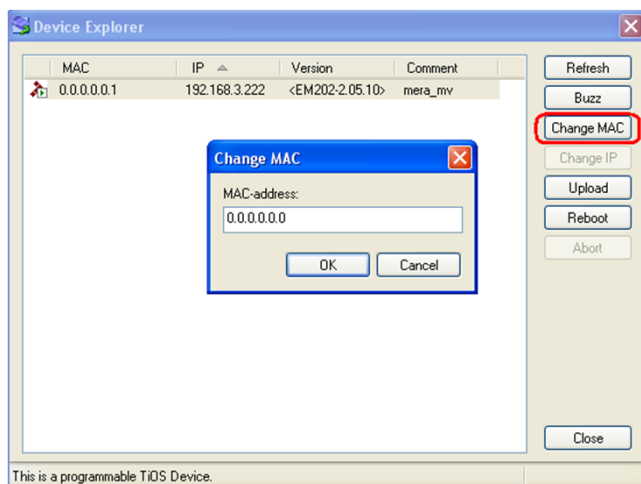 Device Explorer
MAC IP Version Comment
0.0.0.0.0.1 192.168.3.222 <EM202-2.05.10> mera_mv
Refresh
Buzz
Change MAC
Change IP
Upload
Reboot
Abort
Change MAC
MAC-address:
0.0.0.0.0.0
OK Cancel
Close
This is a programmable TiOS Device.